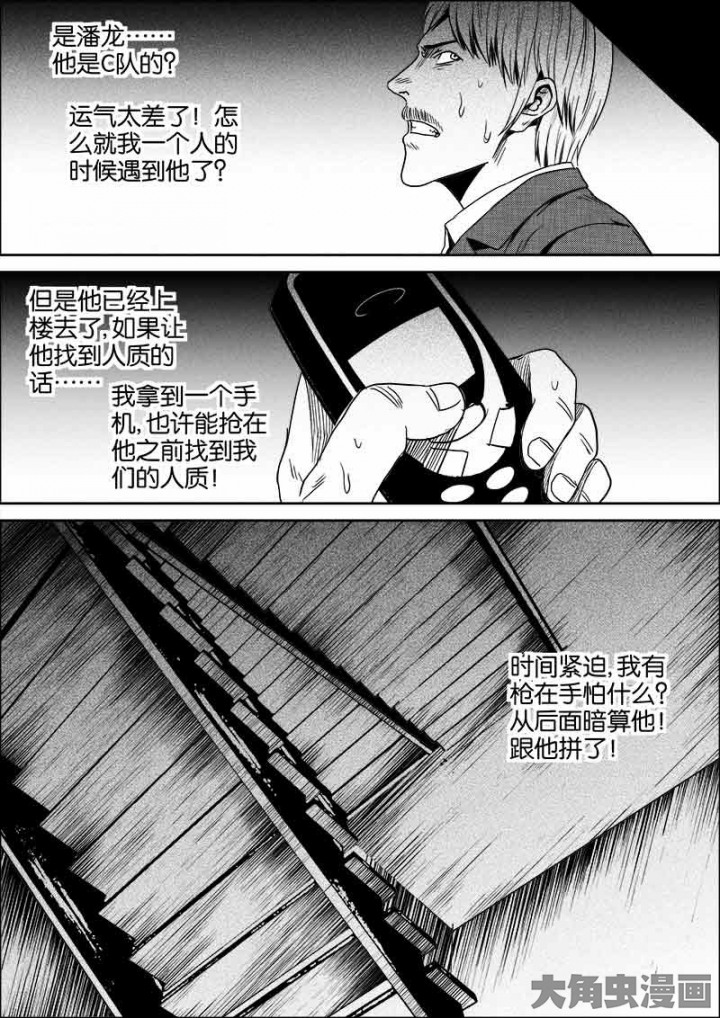 是潘龙……
他是C队的？
运气太差了！怎
么就我一个人的
时候遇到他了？
但是他已经上
楼去了,如果让
他找到人质的
话……
我拿到一个手
机,也许能抢在
他之前找到我
们的人质！
时间紧迫,我有
枪在手怕什么？
从后面暗算他！
跟他拼了！
大角虫漫画